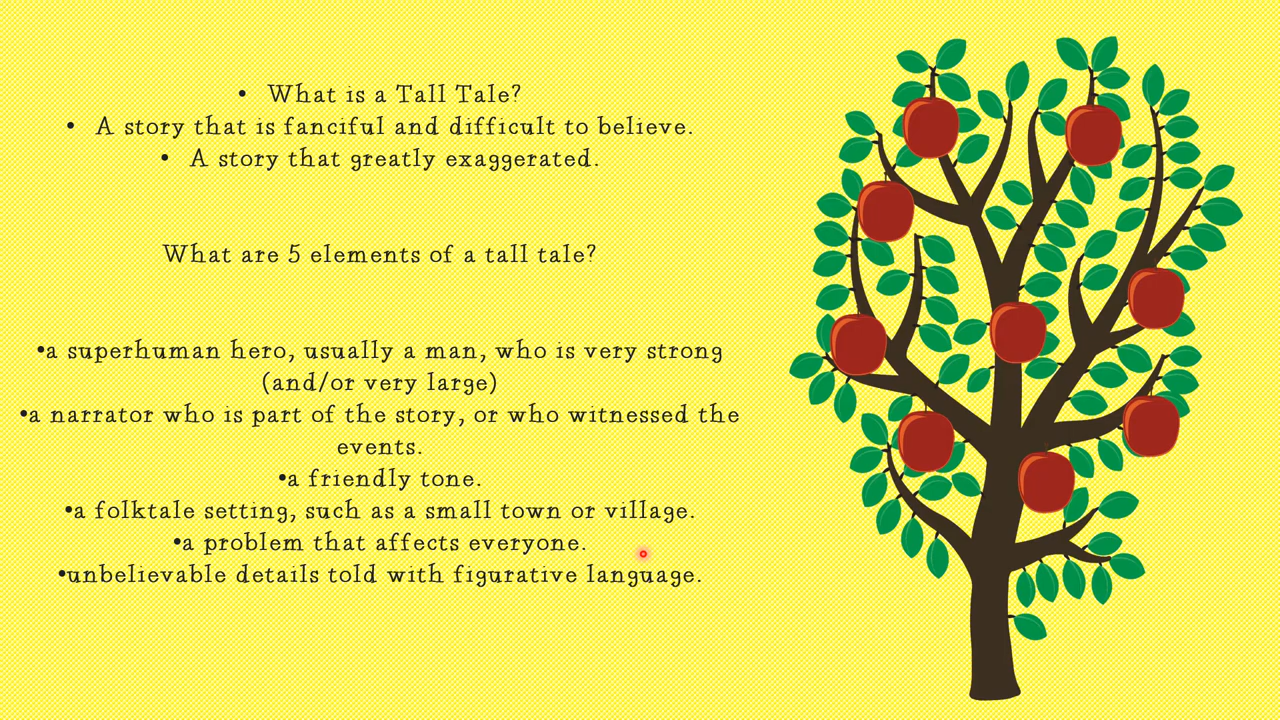 • What is a Tall Tale?
• A story that is fanciful and difficult to believe.
• A story that greatly exaggerated.
What are 5 elements of a tall tale?
•a superhuman hero, usually a man, who is very strong
(and/or very large)
•a narrator who is part of the story, or who witnessed the
events.
•a friendly tone.
•a folktale setting, such as a small town or village.
•a problem that affects everyone.
•unbelievable details told with figurative language.